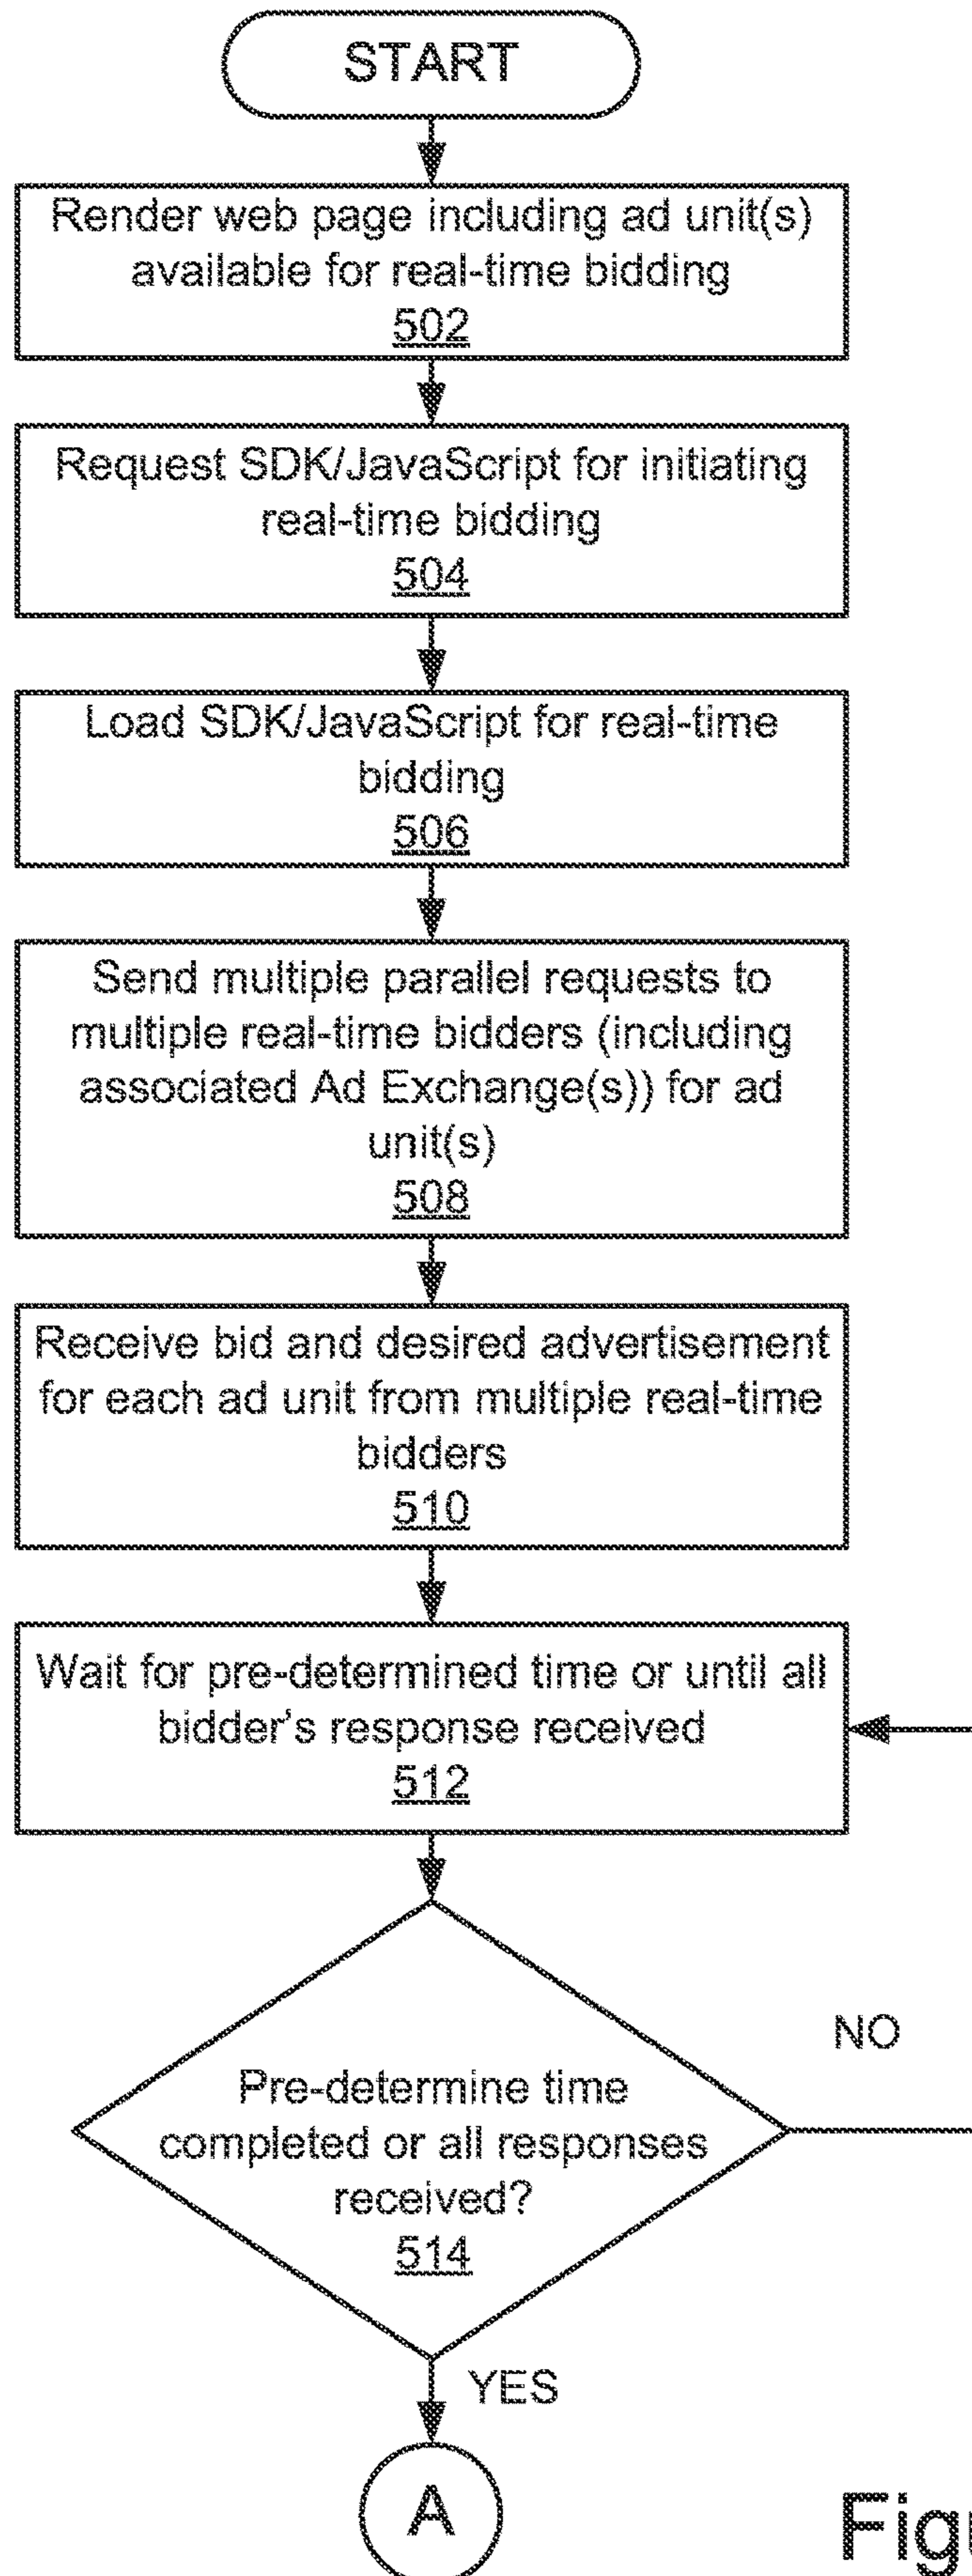 START
Render web page including ad unit(s)
available for real-time bidding
502
Request SDK/JavaScript for initiating
real-time bidding
504
Load SDK/JavaScript for real-time
bidding
506
Send multiple parallel requests to
multiple real-time bidders (including
associated Ad Exchange(s)) for ad
unit(s)
508
Receive bid and desired advertisement
for each ad unit from multiple real-time
bidders
510
Wait for pre-determined time or until all
bidder's response received
512
NO
Pre-determine time
completed or all responses
received?
514
YES
A